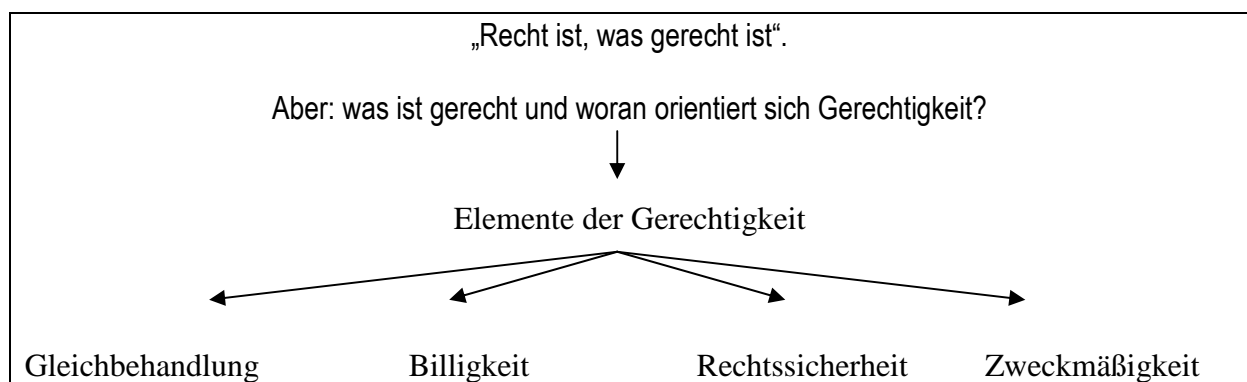 „Recht ist, was gerecht ist“.
Aber: was ist gerecht und woran orientiert sich Gerechtigkeit?
Elemente der Gerechtigkeit
Gleichbehandlung Billigkeit Rechtssicherheit Zweckmäßigkeit